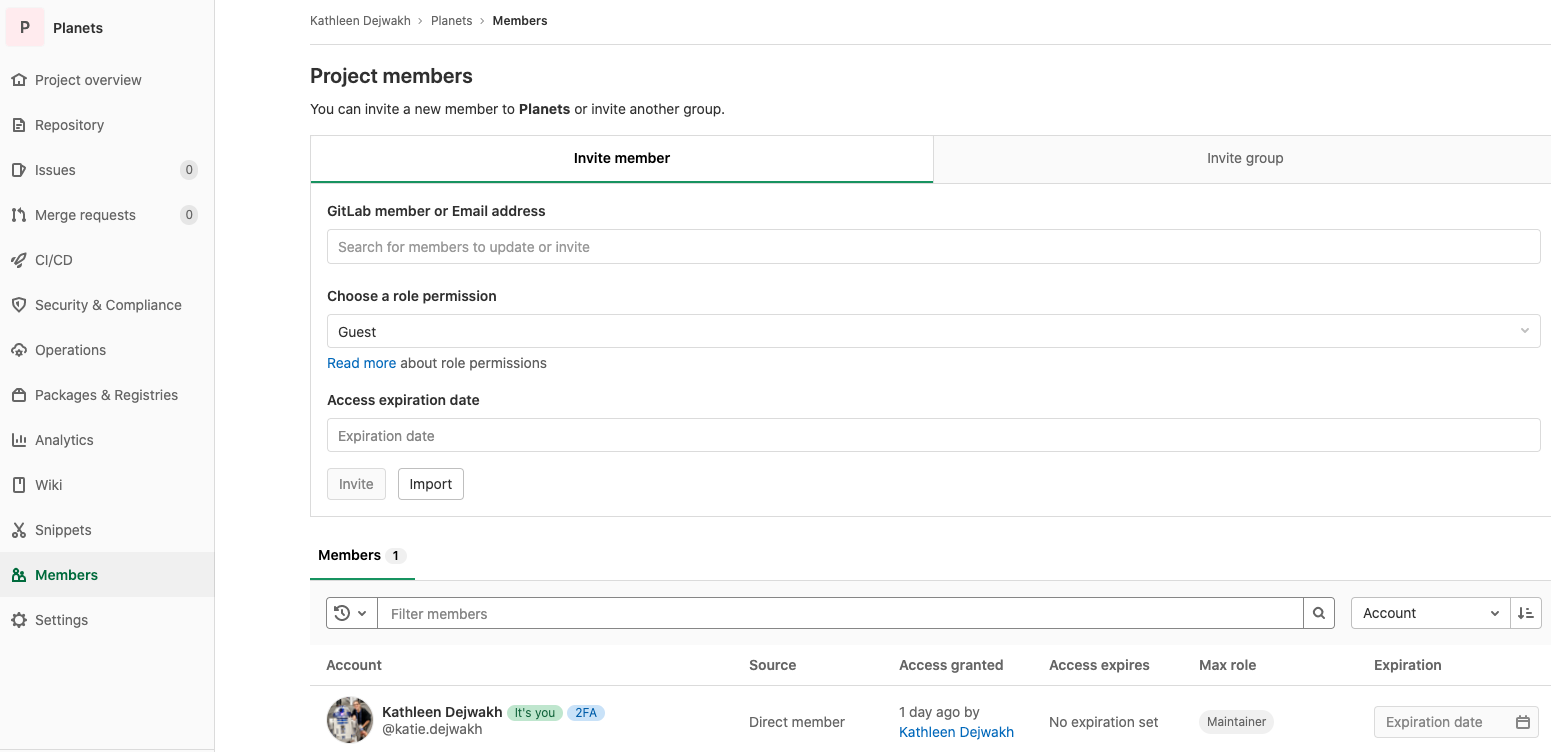 P Planets
Project overview
Repository
Issues 0
Merge requests 0
CI/CD
Security & Compliance
Operations
Packages & Registries
Analytics
Wiki
Snippets
Members
Settings
Kathleen Dejwakh › Planets › Members
Project members
You can invite a new member to Planets or invite another group.
Invite member Invite group
GitLab member or Email address
Search for members to update or invite
Choose a role permission
Guest
Read more about role permissions
Access expiration date
Expiration date
Invite Import
Members 1
Filter members Account
Account Source Access granted Access expires Max role Expiration
Kathleen Dejwakh It's you 2FA
@katie.dejwakh
Direct member
1 day ago by
Kathleen Dejwakh
No expiration set
Maintainer
Expiration date